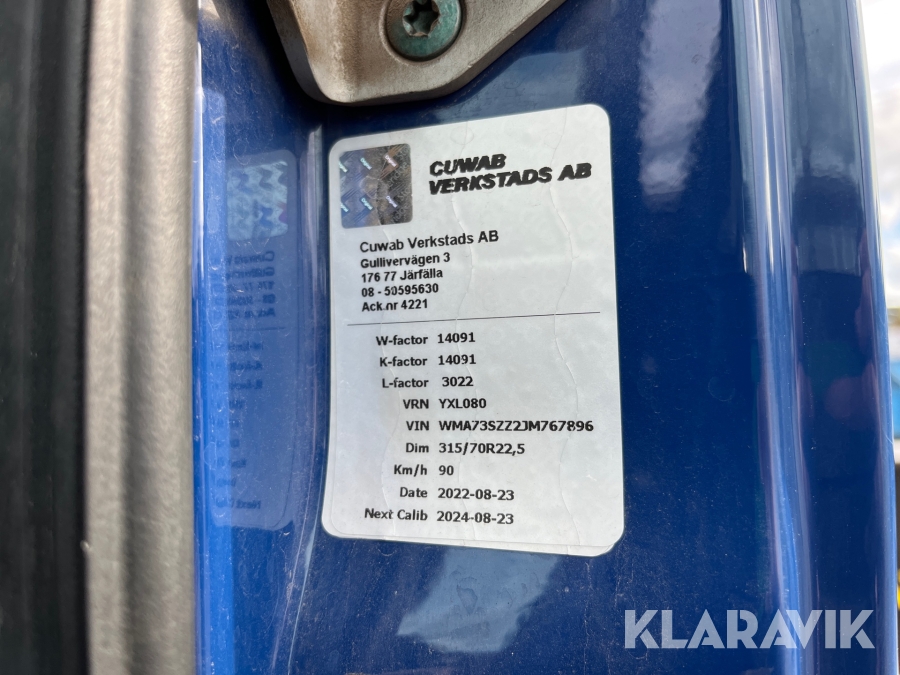 CUWAB
VERKSTADS AB
Cuwab Verkstads AB
Gullivervägen 3
176 77 Järfälla
08 - 50595630
Ack.nr 4221
W-factor 14091
K-factor 14091
L-factor 3022
VRN YXL080
VIN WMA73SZZ2JM767896
Dim 315/70R22,5
Km/h 90
Date 2022-08-23
Next Calib 2024-08-23
KLARAVIK